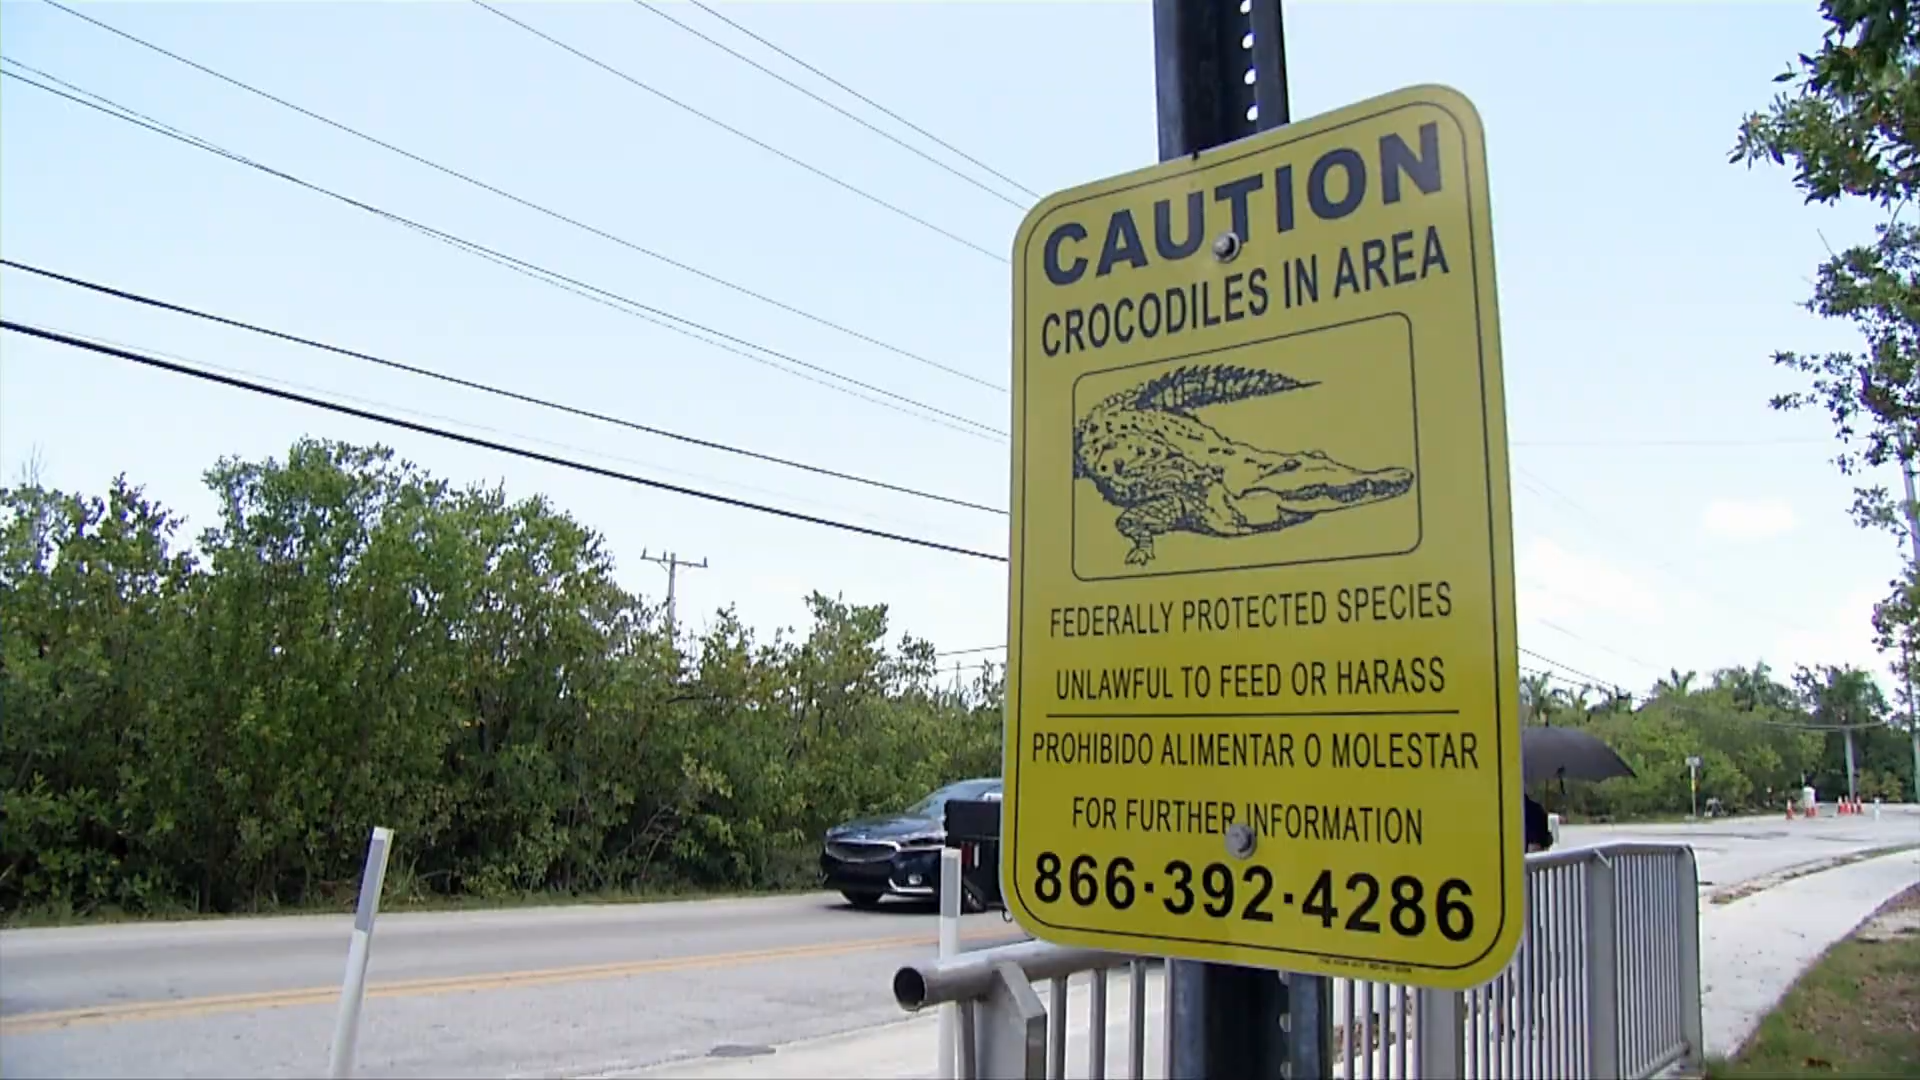 CAUTION
CROCODILES IN AREA
FEDERALLY PROTECTED SPECIES
UNLAWFUL TO FEED OR HARASS
PROHIBIDO ALIMENTAR O MOLESTAR
FOR FURTHER INFORMATION
866·392·4286